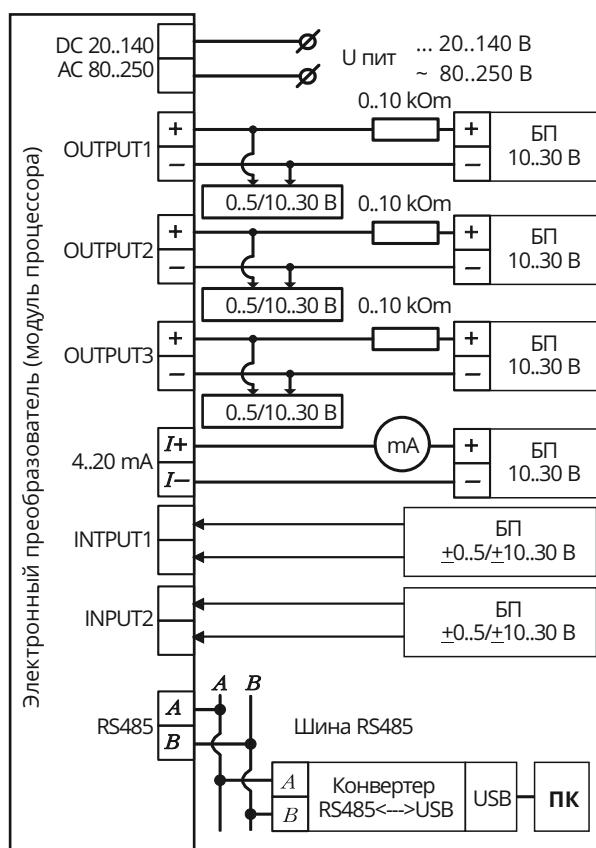 Электронный преобразователь (модуль процессора)
DC 20..140
AC 80..250
U пит
... 20..140 В
~ 80..250 В
OUTPUT1
+
−
0..10 kOm
+
−
БП
10..30 В
0..5/10..30 В
OUTPUT2
+
−
0..10 kOm
+
−
БП
10..30 В
0..5/10..30 В
OUTPUT3
+
−
0..10 kOm
+
−
БП
10..30 В
0..5/10..30 В
4..20 mA
I+
I−
mA
+
−
БП
10..30 В
INTPUT1
БП
±0..5/±10..30 В
INPUT2
БП
±0..5/±10..30 В
RS485
A
B
A B
Шина RS485
A
B
Конвертер
RS485<--->USB
USB
ПК